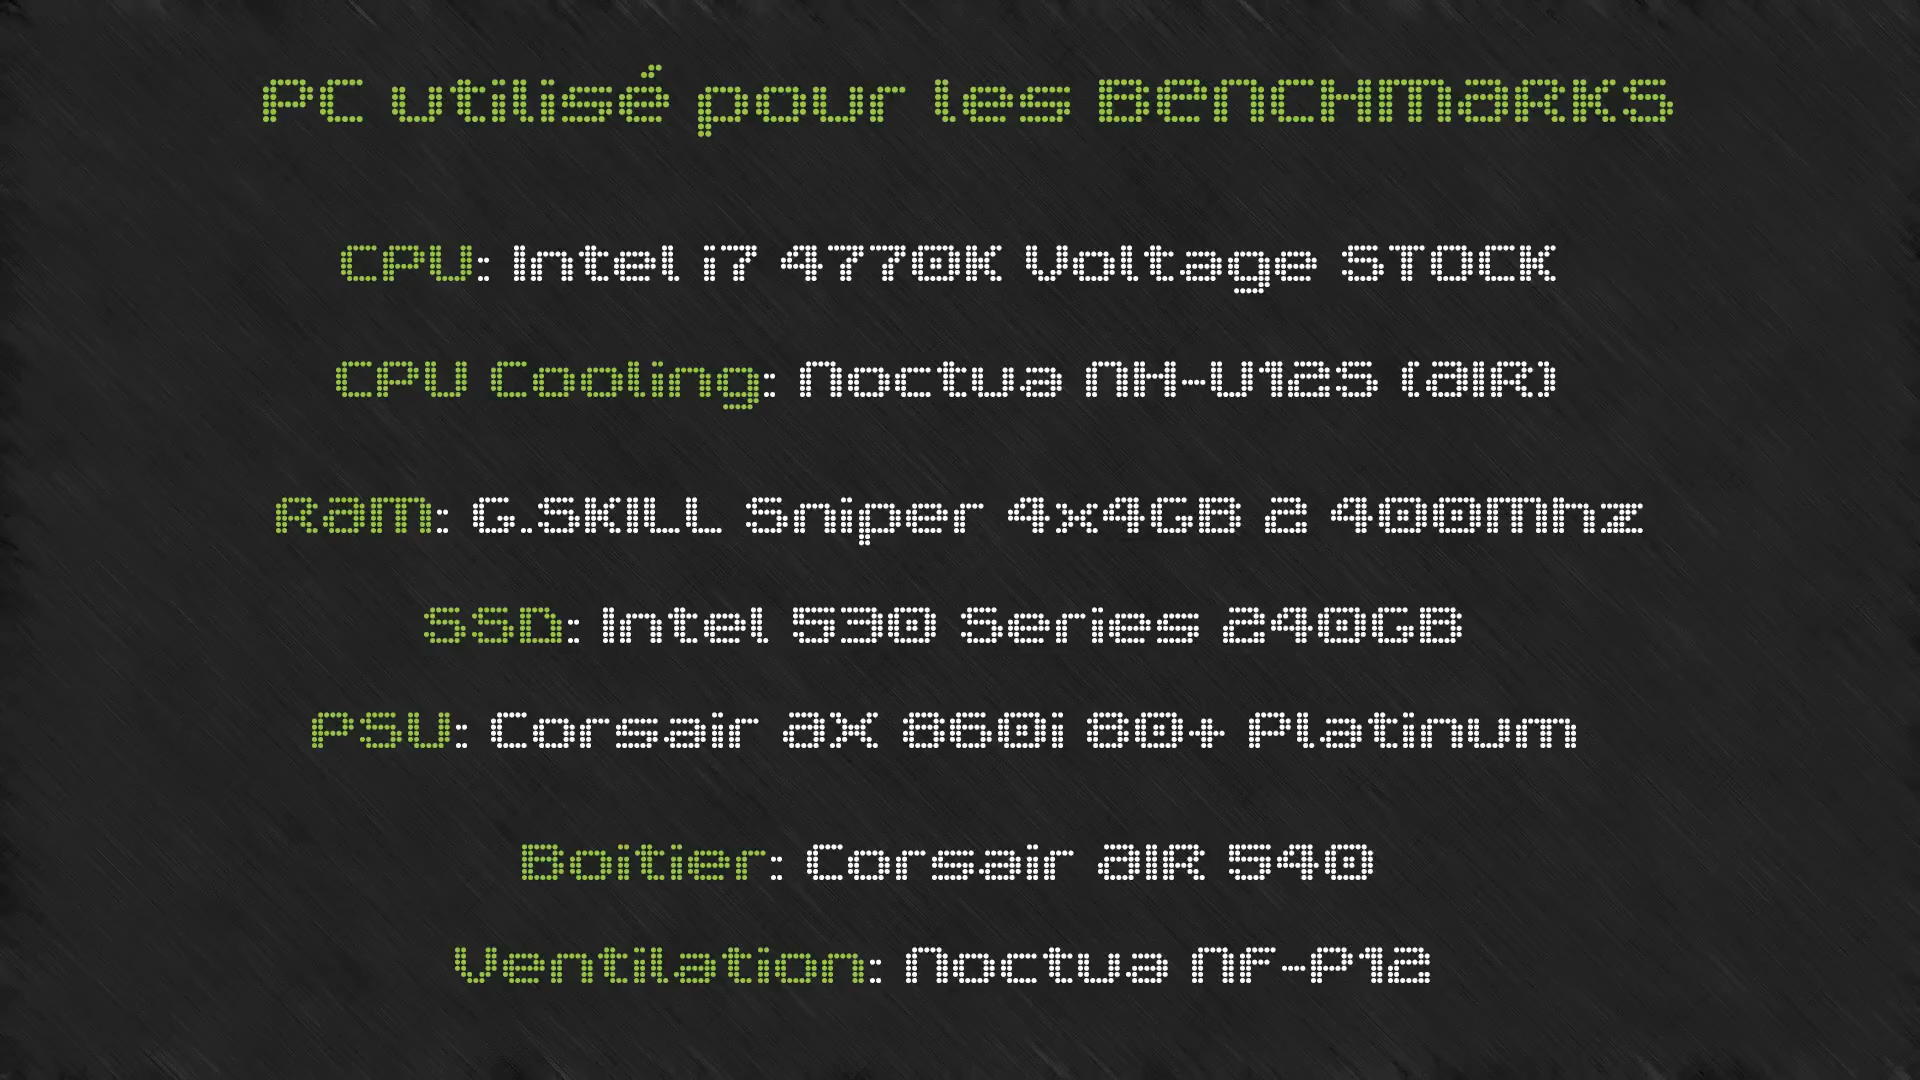 PC utilisé pour les BENCHMARKS
CPU: Intel i7 4770K Voltage STOCK
CPU Cooling: Noctua NH-U12S (AIR)
RAM: G.SKILL Sniper 4x4GB 2 400Mhz
SSD: Intel 530 Series 240GB
PSU: Corsair AX 860i 80+ Platinum
Boitier: Corsair AIR 540
Ventilation: Noctua NF-P12